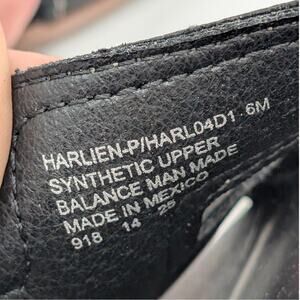 HARLIEN-P/HARL04D1 6M
SYNTHETIC UPPER
BALANCE MAN MADE
MADE IN MEXICO
918 14 25